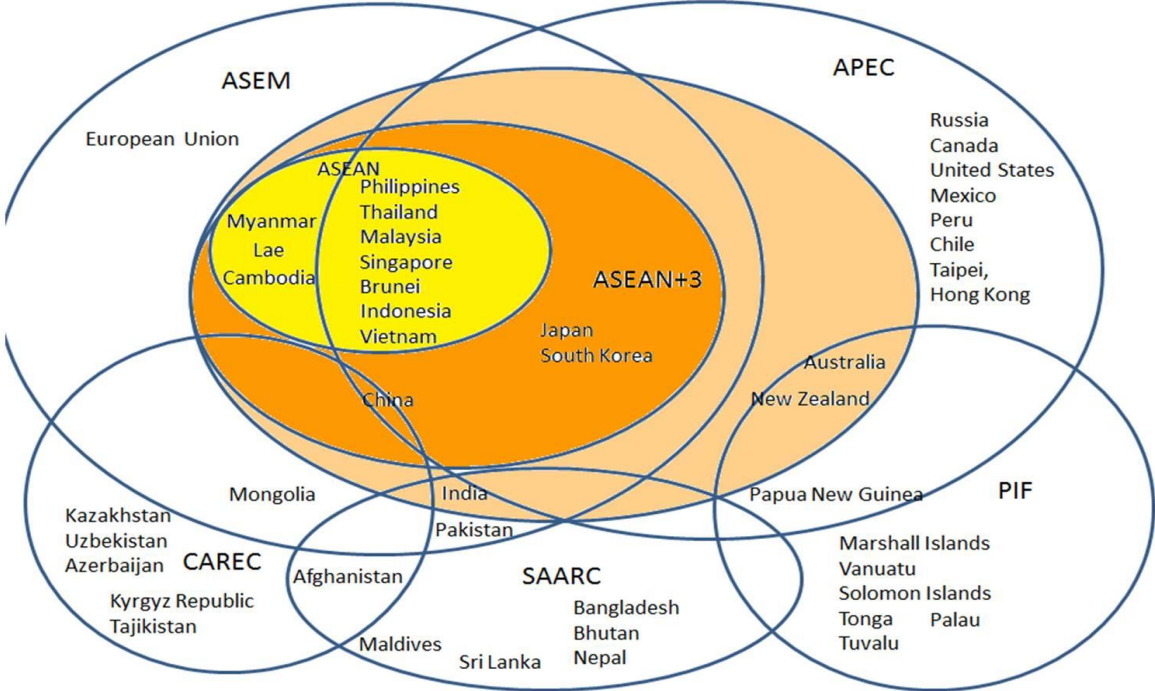 ASEM
APEC
European Union
Russia
Canada
United States
Mexico
Peru
Chile
Taipei,
Hong Kong
ASEAN
Philippines
Thailand
Malaysia
Singapore
Brunei
Indonesia
Vietnam
Myanmar
Lae
Cambodia
ASEAN+3
Japan
South Korea
China
Australia
New Zealand
Mongolia
India
Pakistan
Papua New Guinea
PIF
Kazakhstan
Uzbekistan
Azerbaijan
CAREC
Kyrgyz Republic
Tajikistan
Afghanistan
SAARC
Bangladesh
Bhutan
Nepal
Maldives
Sri Lanka
Marshall Islands
Vanuatu
Solomon Islands
Tonga
Palau
Tuvalu